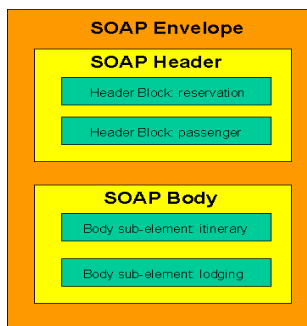 SOAP Envelope
SOAP Header
Header Block: reservation
Header Block: passenger
SOAP Body
Body sub-element: itinerary
Body sub-element: lodging